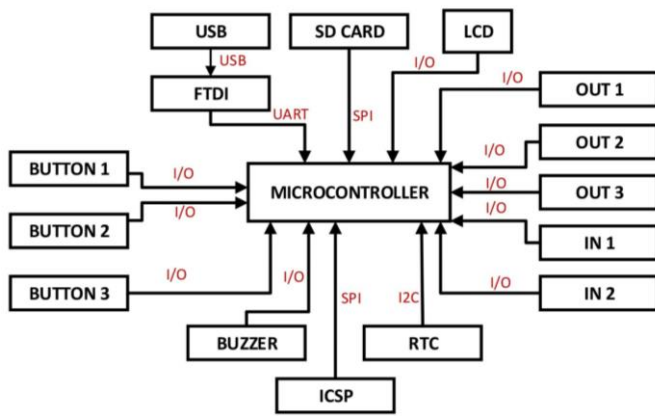 USB
SD CARD
LCD
USB
I/O
FTDI
I/O
OUT 1
UART
SPI
OUT 2
I/O
BUTTON 1
I/O
MICROCONTROLLER
I/O
OUT 3
BUTTON 2
I/O
I/O
IN 1
BUTTON 3
I/O
I/O
SPI
I2C
I/O
IN 2
BUZZER
RTC
ICSP